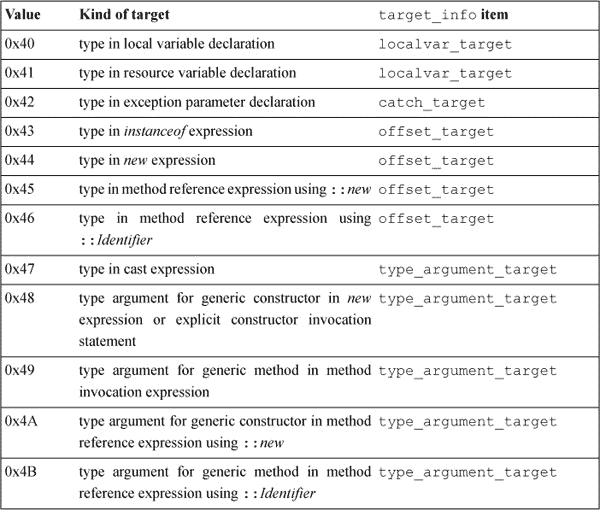 Value Kind of target target_info item
0x40 type in local variable declaration localvar_target
0x41 type in resource variable declaration localvar_target
0x42 type in exception parameter declaration catch_target
0x43 type in instanceof expression offset_target
0x44 type in new expression offset_target
0x45 type in method reference expression using ::new offset_target
0x46 type in method reference expression using offset_target
::Identifier
0x47 type in cast expression type_argument_target
0x48 type argument for generic constructor in new type_argument_target
expression or explicit constructor invocation
statement
0x49 type argument for generic method in method type_argument_target
invocation expression
0x4A type argument for generic constructor in method type_argument_target
reference expression using ::new
0x4B type argument for generic method in method type_argument_target
reference expression using ::Identifier